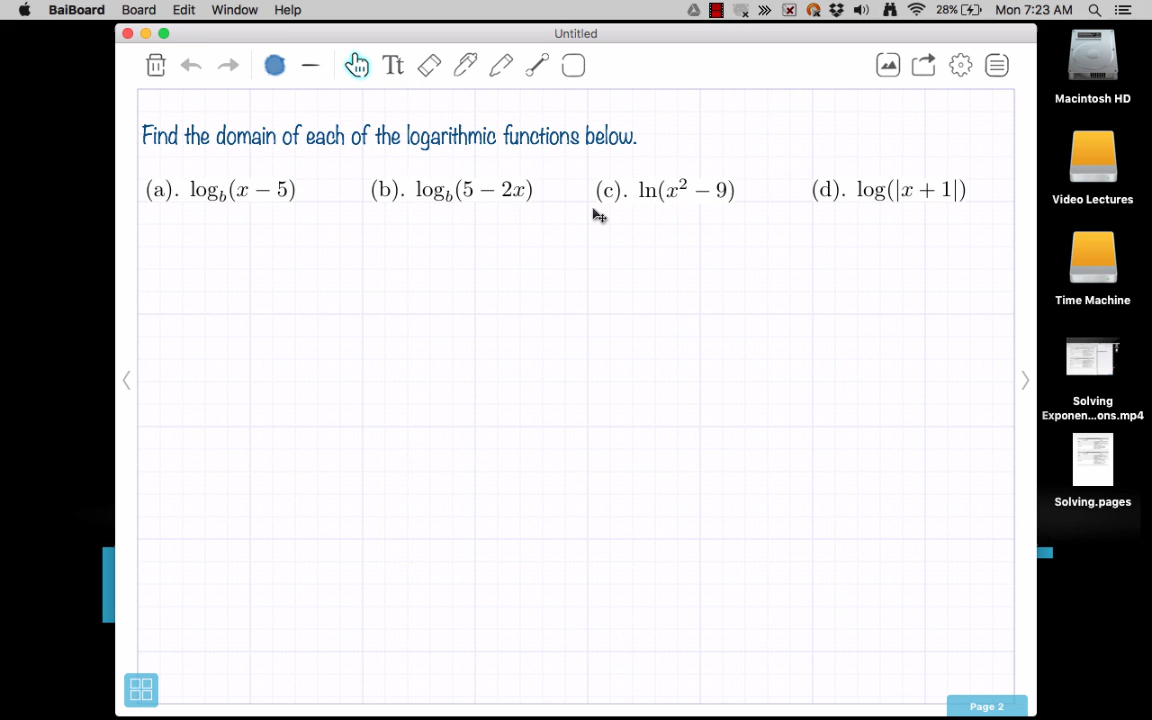 BaiBoard Board Edit Window Help 28% Mon 7:23 AM
Untitled
Tt
Find the domain of each of the logarithmic functions below.
(a). log_b(x − 5) (b). log_b(5 − 2x) (c). ln(x² − 9) (d). log(|x + 1|)
Macintosh HD
Video Lectures
Time Machine
Solving
Exponen...ons.mp4
Solving.pages
Page 2